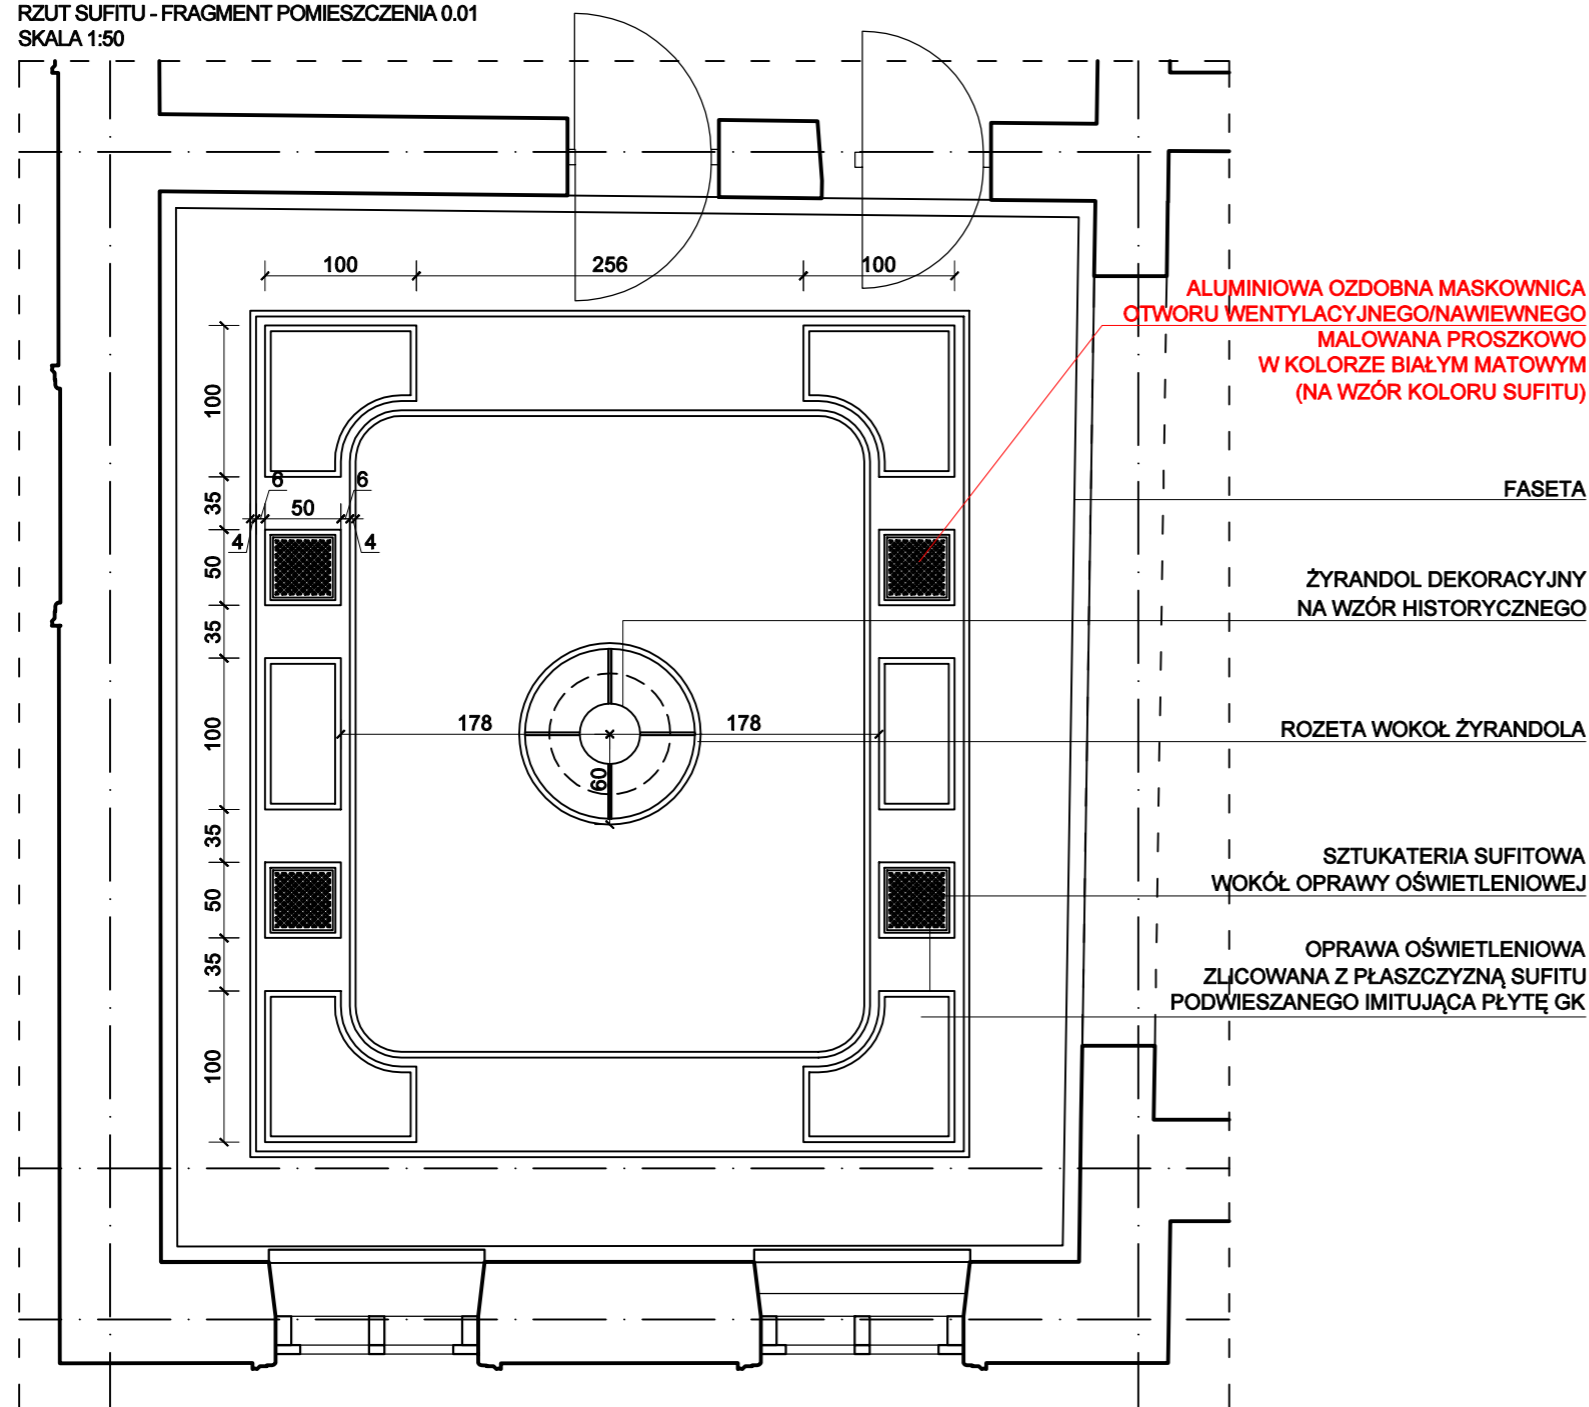 RZUT SUFITU - FRAGMENT POMIESZCZENIA 0.01
SKALA 1:50
100
256
100
ALUMINIOWA OZDOBNA MASKOWNICA
OTWORU WENTYLACYJNEGO/NAWIEWNEGO
MALOWANA PROSZKOWO
W KOLORZE BIAŁYM MATOWYM
(NA WZÓR KOLORU SUFITU)
100
35
6
50
6
4
4
50
35
100
35
50
35
100
178
178
60
FASETA
ŻYRANDOL DEKORACYJNY
NA WZÓR HISTORYCZNEGO
ROZETA WOKOŁ ŻYRANDOLA
SZTUKATERIA SUFITOWA
WOKÓŁ OPRAWY OŚWIETLENIOWEJ
OPRAWA OŚWIETLENIOWA
ZLICOWANA Z PŁASZCZYZNĄ SUFITU
PODWIESZANEGO IMITUJĄCA PŁYTĘ GK